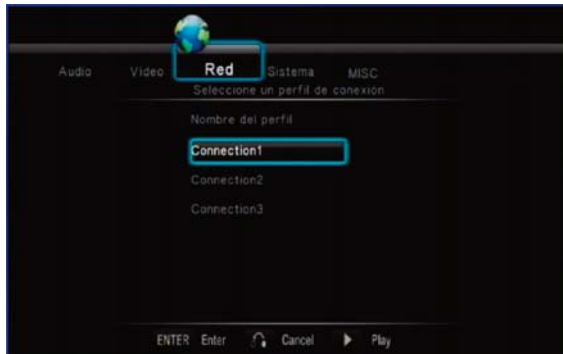 Audio Video Red Sistema MISC
Seleccione un perfil de conexión
Nombre del perfil
Connection1
Connection2
Connection3
ENTER Enter Cancel Play